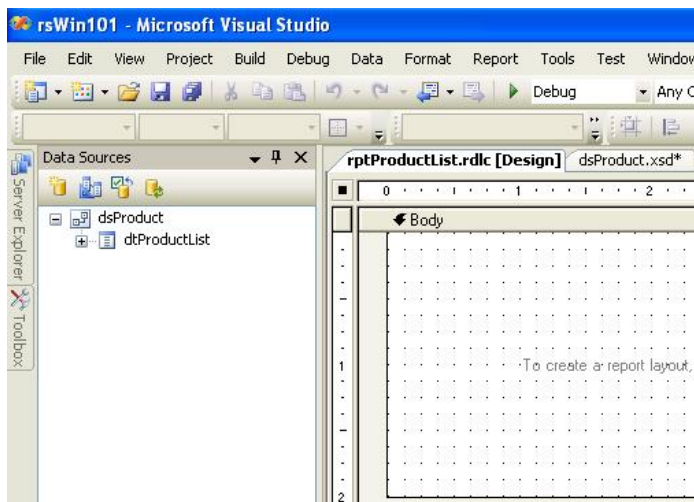 rsWin101 - Microsoft Visual Studio
File Edit View Project Build Debug Data Format Report Tools Test Window
Debug Any C
Data Sources
rptProductList.rdlc [Design] dsProduct.xsd*
0 1 2
Server Explorer
Toolbox
dsProduct
dtProductList
Body
To create a report layout,
1
2